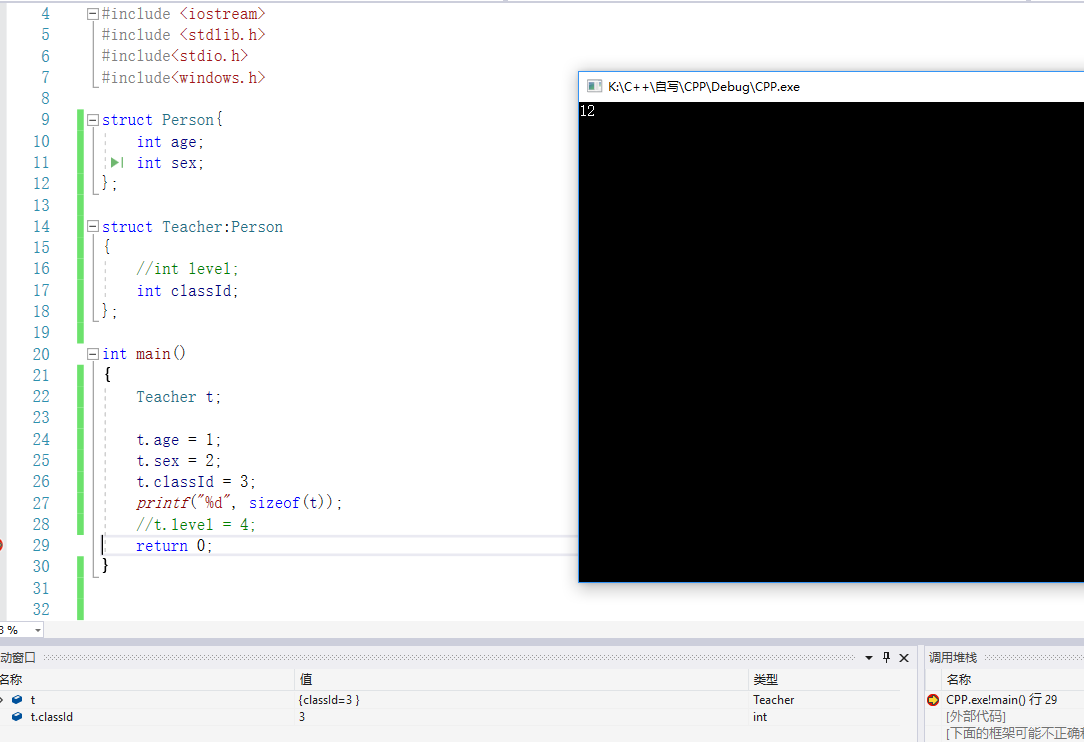 4 #include <iostream>
5 #include <stdlib.h>
6 #include<stdio.h>
7 #include<windows.h>
8
9 struct Person{
10 int age;
11 int sex;
12 };
13
14 struct Teacher:Person
15 {
16 //int level;
17 int classId;
18 };
19
20 int main()
21 {
22 Teacher t;
23
24 t.age = 1;
25 t.sex = 2;
26 t.classId = 3;
27 printf("%d", sizeof(t));
28 //t.level = 4;
29 return 0;
30 }
31
32
K:\C++\自写\CPP\Debug\CPP.exe
12
%
动窗口
名称 值 类型
t {classId=3 } Teacher
t.classId 3 int
调用堆栈
名称
CPP.exe!main() 行 29
[外部代码]
[下面的框架可能不正确